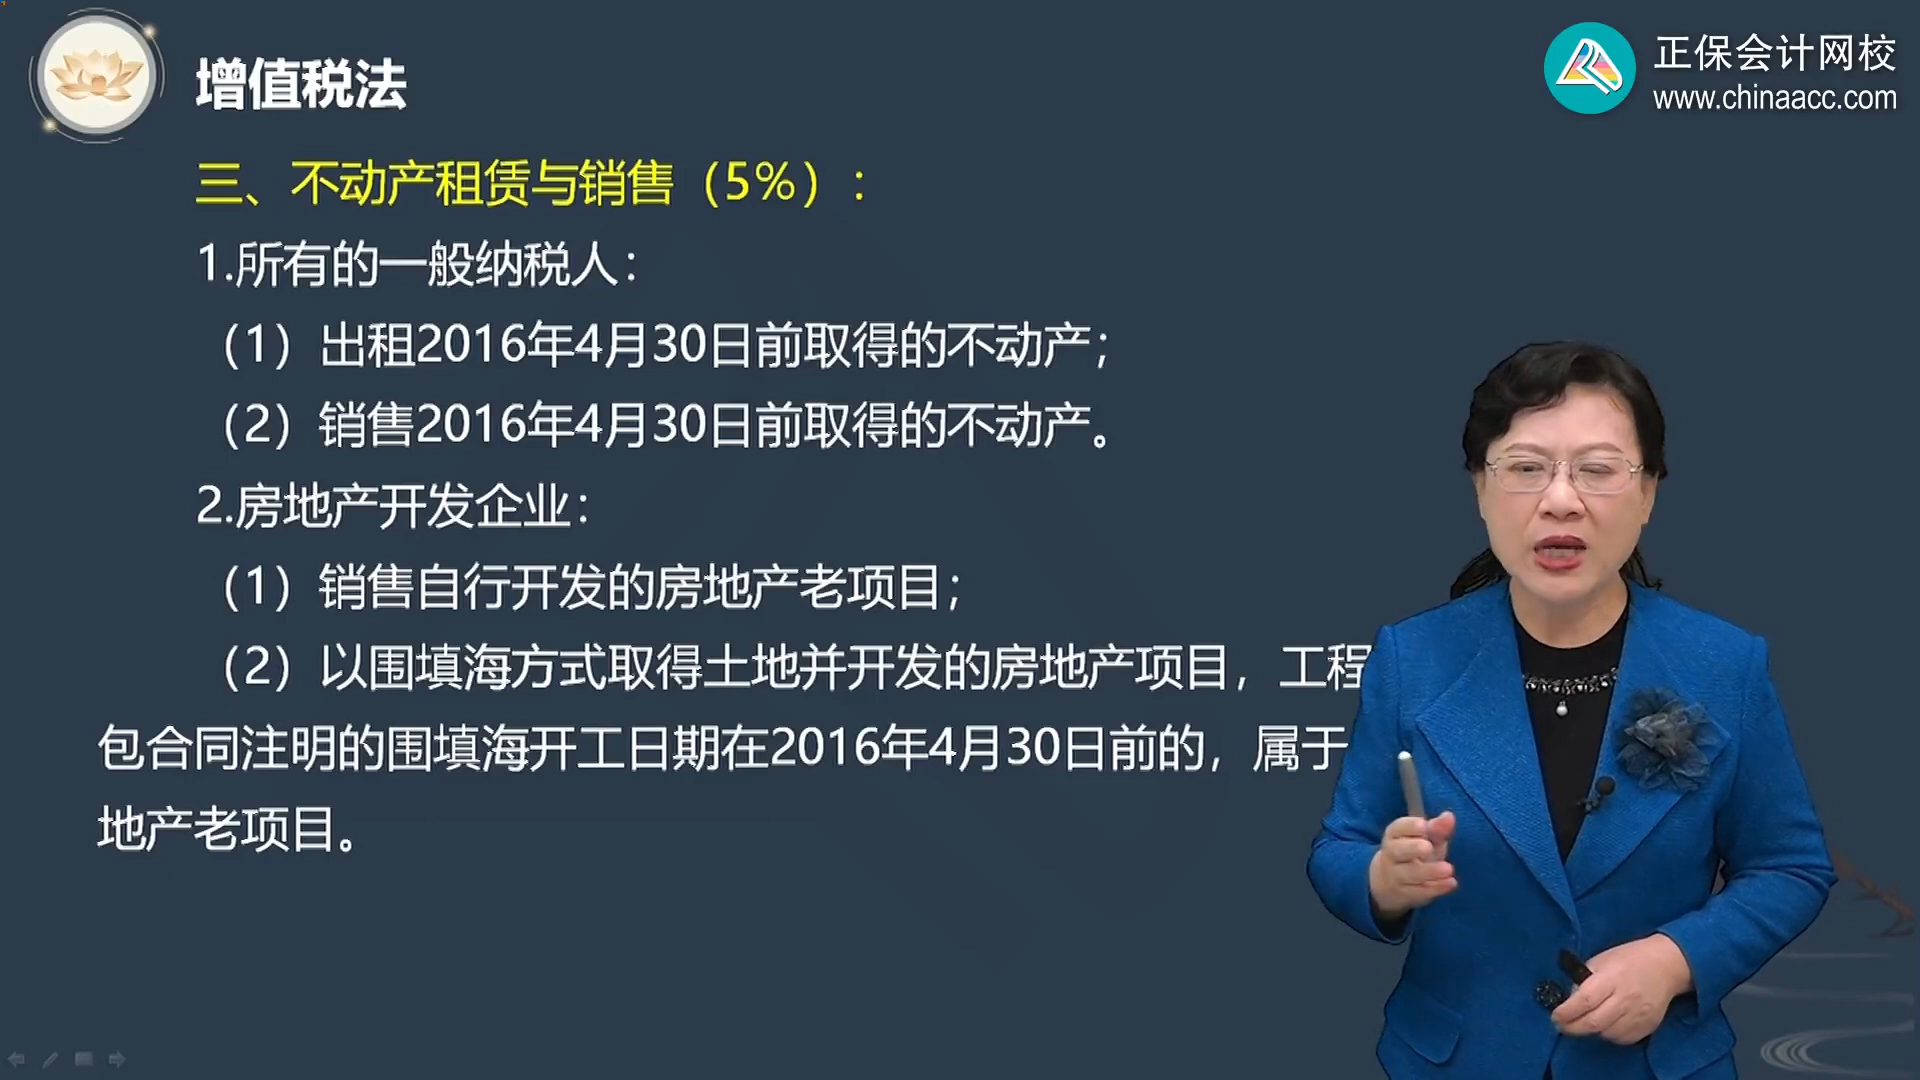 增值税法
正保会计网校
www.chinaacc.com
三、不动产租赁与销售（5%）：
1.所有的一般纳税人：
（1）出租2016年4月30日前取得的不动产；
（2）销售2016年4月30日前取得的不动产。
2.房地产开发企业：
（1）销售自行开发的房地产老项目；
（2）以围填海方式取得土地并开发的房地产项目，工程
包合同注明的围填海开工日期在2016年4月30日前的，属于
地产老项目。